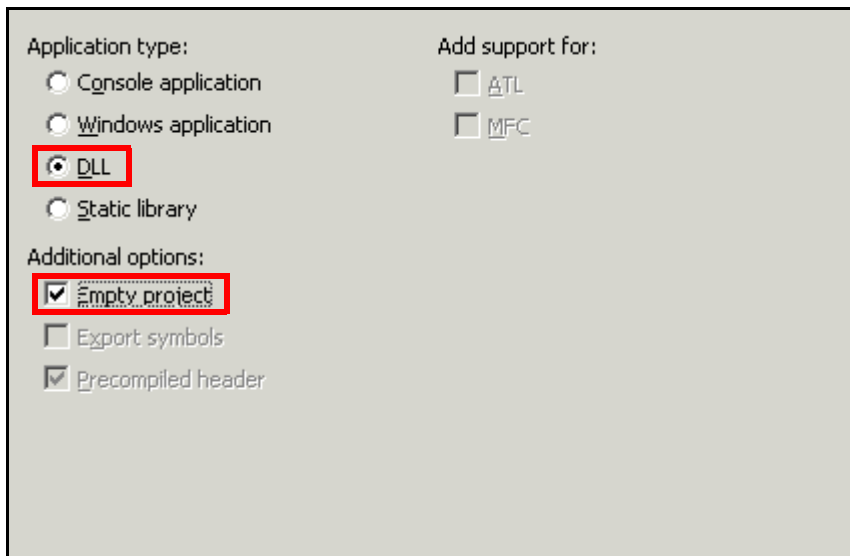 Application type:
Console application
Windows application
DLL
Static library
Additional options:
Empty project
Export symbols
Precompiled header
Add support for:
ATL
MFC